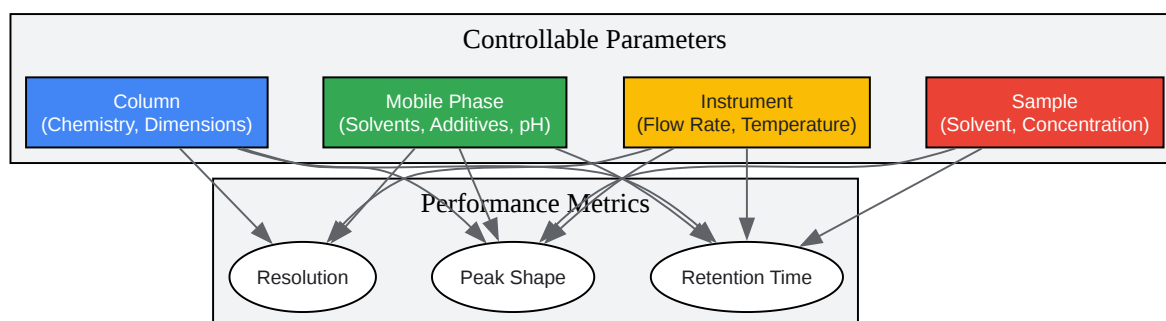 Controllable Parameters
Column
(Chemistry, Dimensions)
Mobile Phase
(Solvents, Additives, pH)
Instrument
(Flow Rate, Temperature)
Sample
(Solvent, Concentration)
Performance Metrics
Resolution
Peak Shape
Retention Time